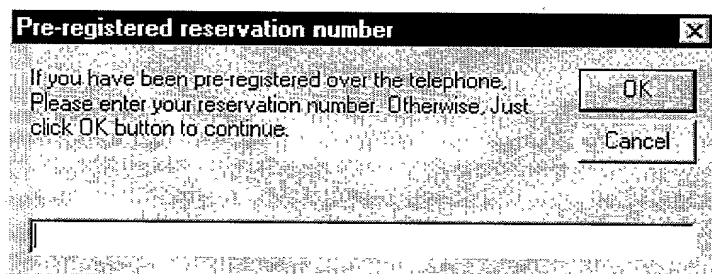 Pre-registered reservation number
If you have been pre-registered over the telephone,
Please enter your reservation number. Otherwise, Just
click OK button to continue.
OK
Cancel